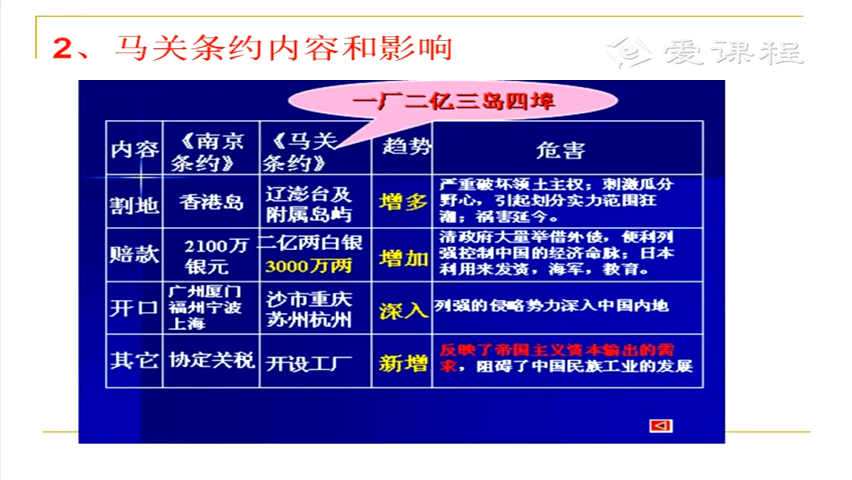 2、马关条约内容和影响
爱课程
一厂二亿三岛四埠
内容
《南京
条约》
《马关
条约》
趋势
危害
割地
香港岛
辽澎台及
附属岛屿
增多
严重破坏领土主权；刺激瓜分
野心，引起划分实力范围狂
潮；祸害延今。
赔款
2100万
银元
二亿两白银
3000万两
增加
清政府大量举借外债，便利列
强控制中国的经济命脉；日本
利用来发资，海军，教育。
开口
广州厦门
福州宁波
上海
沙市重庆
苏州杭州
深入
列强的侵略势力深入中国内地
其它
协定关税
开设工厂
新增
反映了帝国主义资本输出的需
求，阻碍了中国民族工业的发展